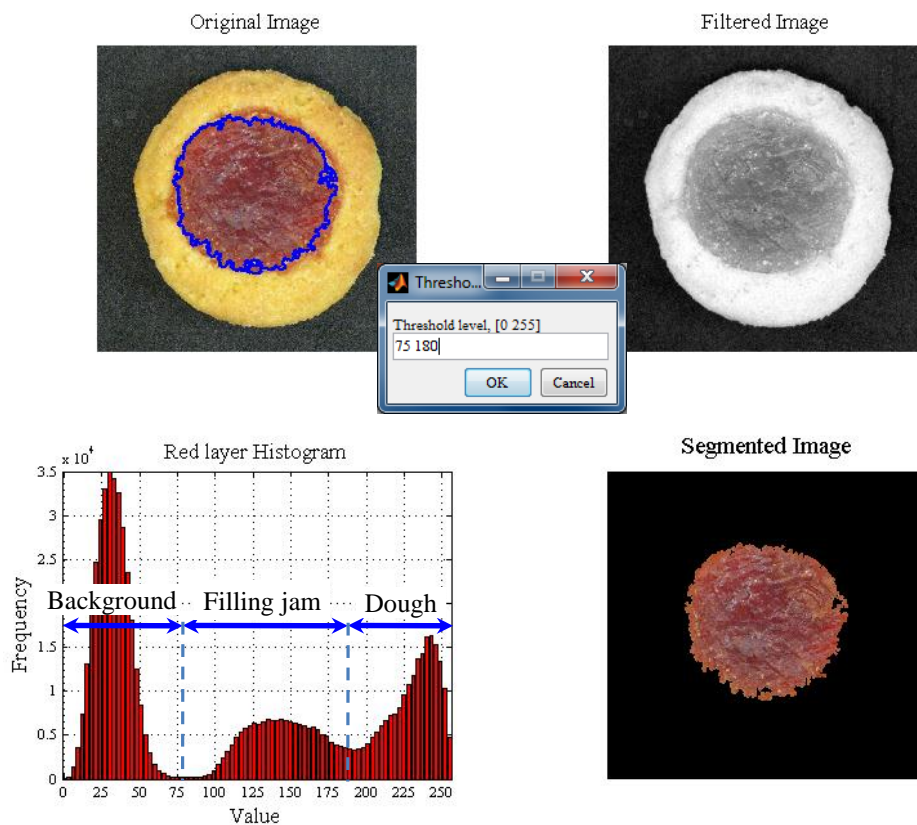 Original Image
Filtered Image
Thresho...
Threshold level, [0 255]
75 180
OK
Cancel
Red layer Histogram
x 10^4
3.5
3
2.5
2
1.5
1
0.5
0
Frequency
Background
Filling jam
Dough
0 25 50 75 100 125 150 175 200 225 250
Value
Segmented Image